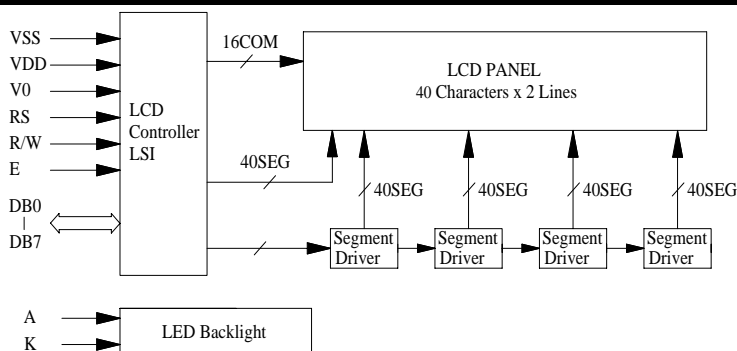 VSS
VDD
V0
RS
R/W
E
DB0
|
DB7
LCD
Controller
LSI
16COM
LCD PANEL
40 Characters x 2 Lines
40SEG
40SEG
40SEG
40SEG
40SEG
Segment
Driver
Segment
Driver
Segment
Driver
Segment
Driver
A
K
LED Backlight